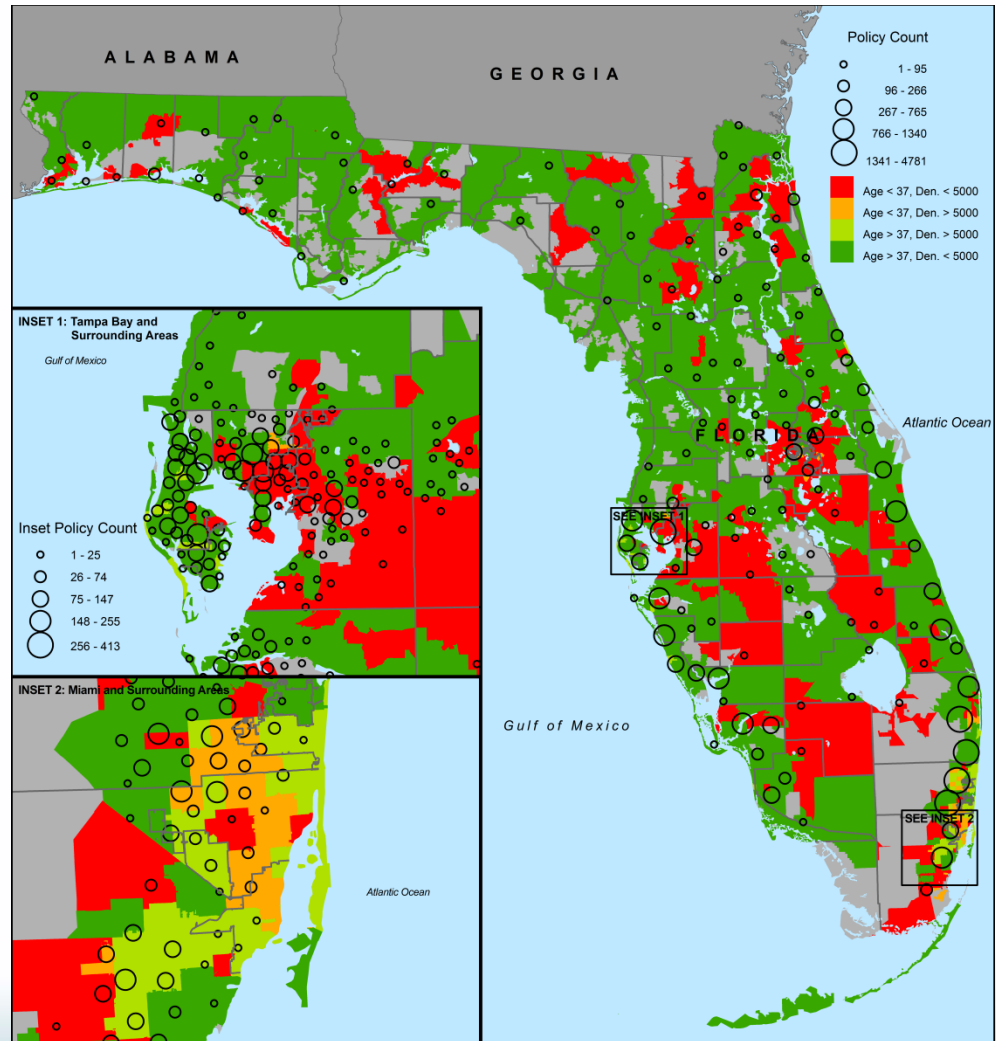 ALABAMA
GEORGIA
Policy Count
1 - 95
96 - 266
267 - 765
766 - 1340
1341 - 4781
Age < 37, Den. < 5000
Age < 37, Den. > 5000
Age > 37, Den. > 5000
Age > 37, Den. < 5000
FLORIDA
Atlantic Ocean
SEE INSET 1
Gulf of Mexico
SEE INSET 2
INSET 1: Tampa Bay and
Surrounding Areas
Gulf of Mexico
Inset Policy Count
1 - 25
26 - 74
75 - 147
148 - 255
256 - 413
INSET 2: Miami and Surrounding Areas
Atlantic Ocean